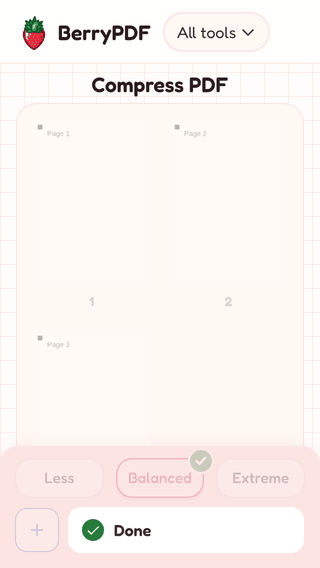 BerryPDF All tools
Compress PDF
Page 1 Page 2
1 2
Page 3
Less Balanced Extreme
+ Done